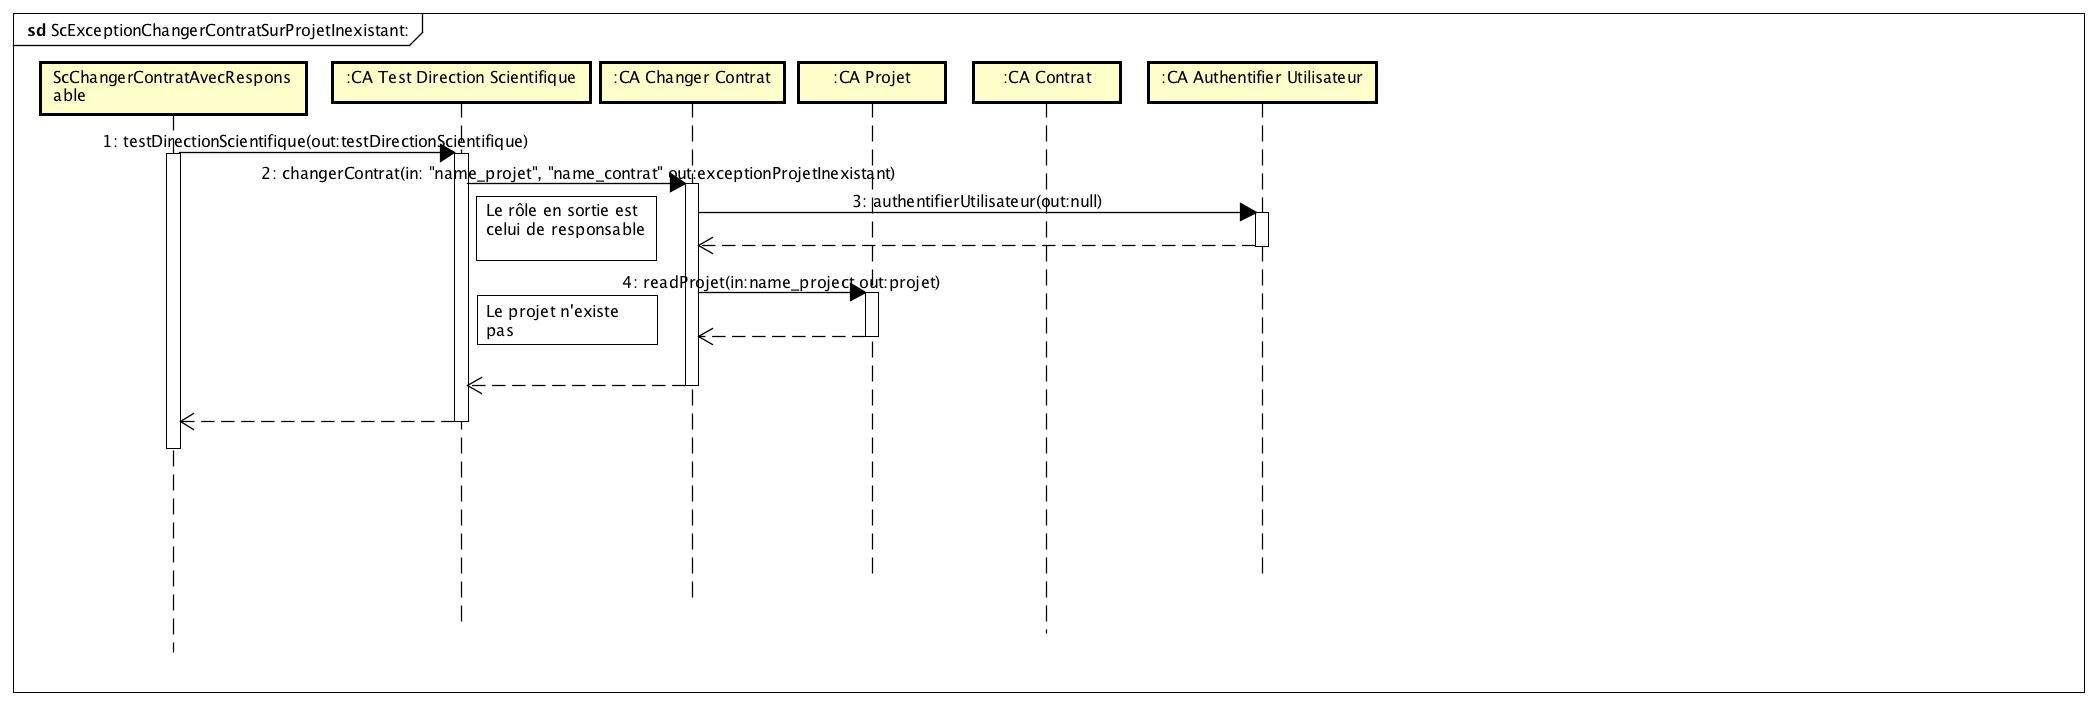 sd ScExceptionChangerContratSurProjetInexistant:
ScChangerContratAvecRespons
able
:CA Test Direction Scientifique
:CA Changer Contrat
:CA Projet
:CA Contrat
:CA Authentifier Utilisateur
1: testDirectionScientifique(out:testDirectionScientifique)
2: changerContrat(in: "name_projet", "name_contrat" out:exceptionProjetInexistant)
3: authentifierUtilisateur(out:null)
Le rôle en sortie est
celui de responsable
4: readProjet(in:name_project out:projet)
Le projet n'existe
pas